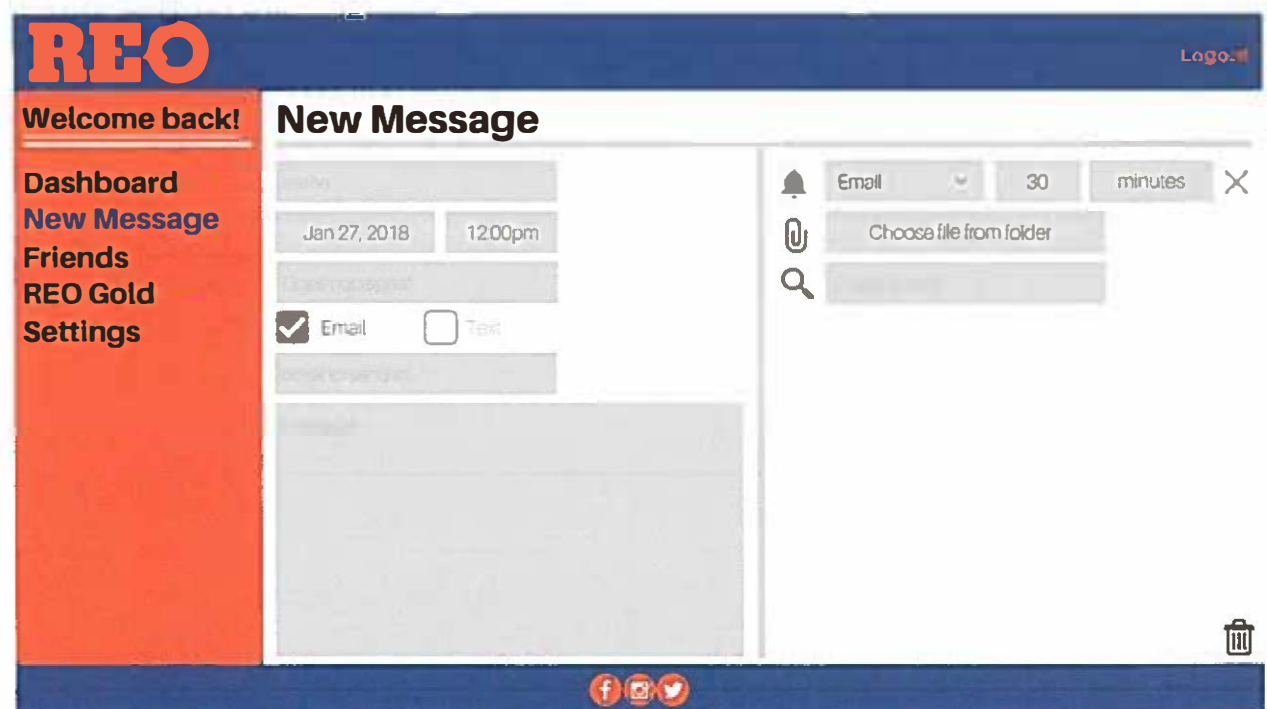 REO
Welcome back!
Dashboard
New Message
Friends
REO Gold
Settings
New Message
Jan 27, 2018 12:00pm
Email Text
Email 30 minutes
Choose file from folder